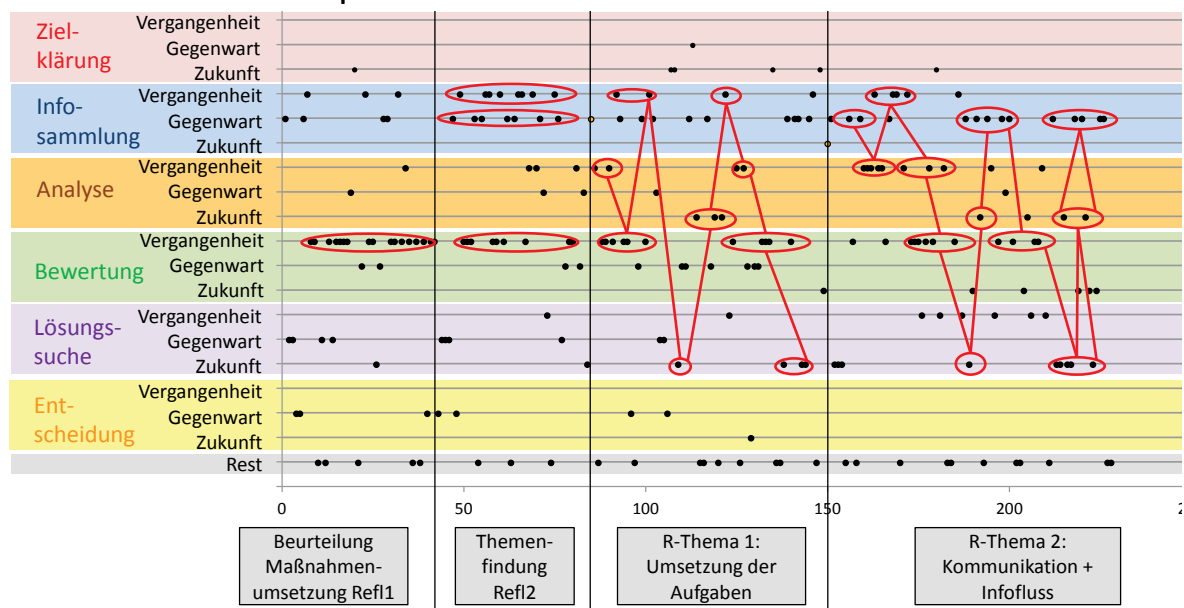 Vergangenheit
Ziel-
klärung
Gegenwart
Zukunft
Vergangenheit
Info-
sammlung
Gegenwart
Zukunft
Vergangenheit
Analyse
Gegenwart
Zukunft
Vergangenheit
Bewertung
Gegenwart
Zukunft
Vergangenheit
Lösungs-
suche
Gegenwart
Zukunft
Vergangenheit
Ent-
scheidung
Gegenwart
Zukunft
Rest
0 50 100 150 200
Beurteilung
Maßnahmen-
umsetzung Refl1
Themen-
findung
Refl2
R-Thema 1:
Umsetzung der
Aufgaben
R-Thema 2:
Kommunikation +
Infofluss